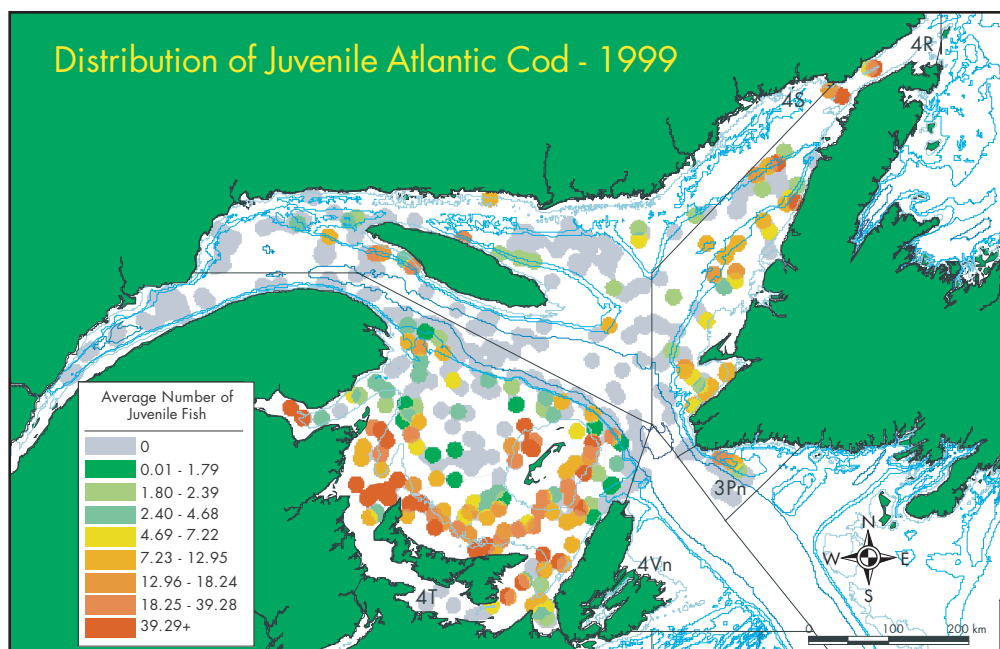 Distribution of Juvenile Atlantic Cod - 1999
4R
4S
Average Number of
Juvenile Fish
0
0.01 - 1.79
1.80 - 2.39
2.40 - 4.68
4.69 - 7.22
7.23 - 12.95
12.96 - 18.24
18.25 - 39.28
39.29+
3Pn
4Vn
4T
N
W E
S
0 100 200 km